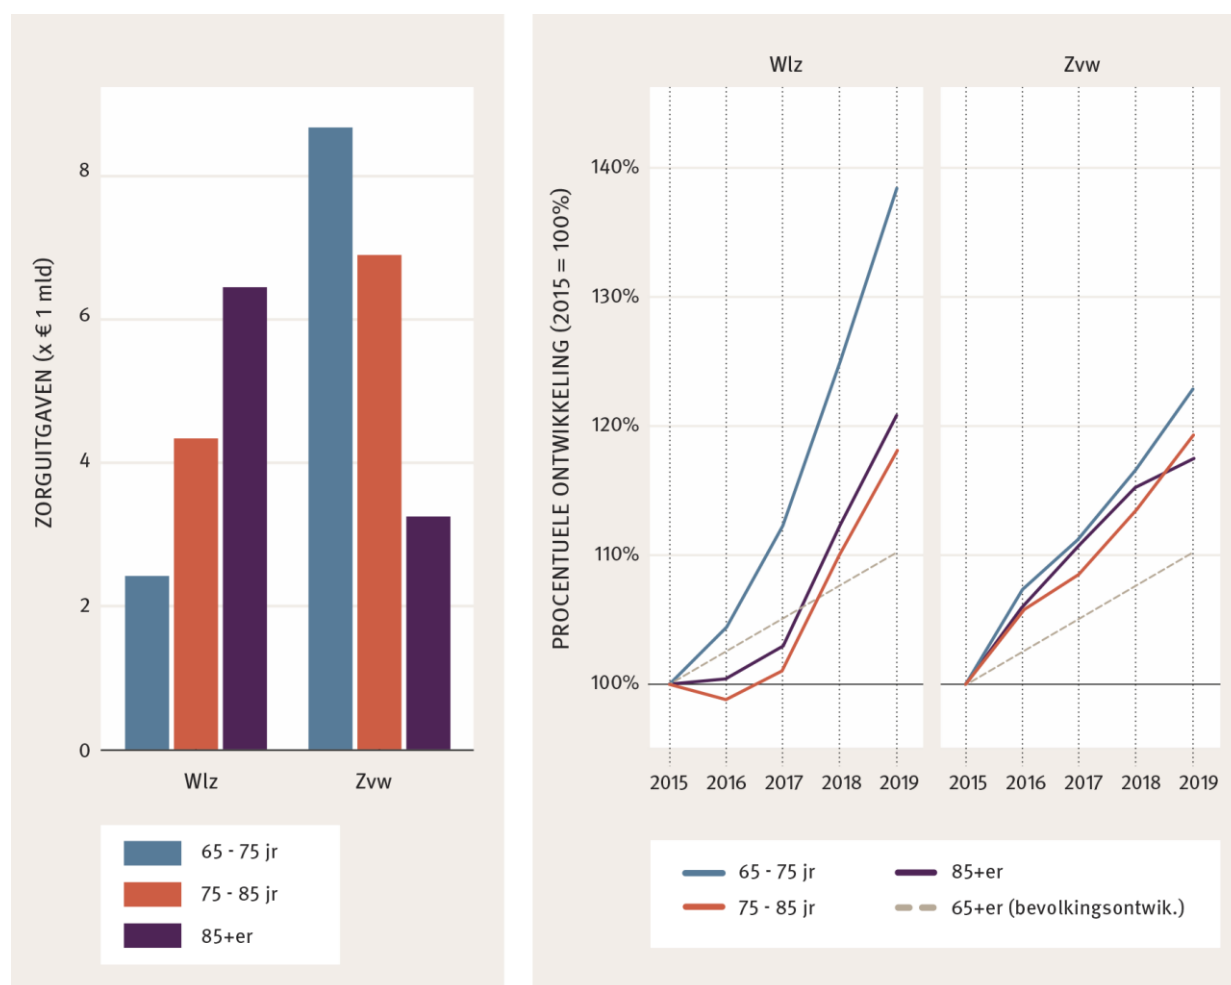 ZORGUITGAVEN (x € 1 mld)
8
6
4
2
0
Wlz Zvw
65 - 75 jr
75 - 85 jr
85+er
Wlz Zvw
PROCENTUELE ONTWIKKELING (2015 = 100%)
140%
130%
120%
110%
100%
2015 2016 2017 2018 2019 2015 2016 2017 2018 2019
65 - 75 jr 85+er
75 - 85 jr 65+er (bevolkingsontwik.)